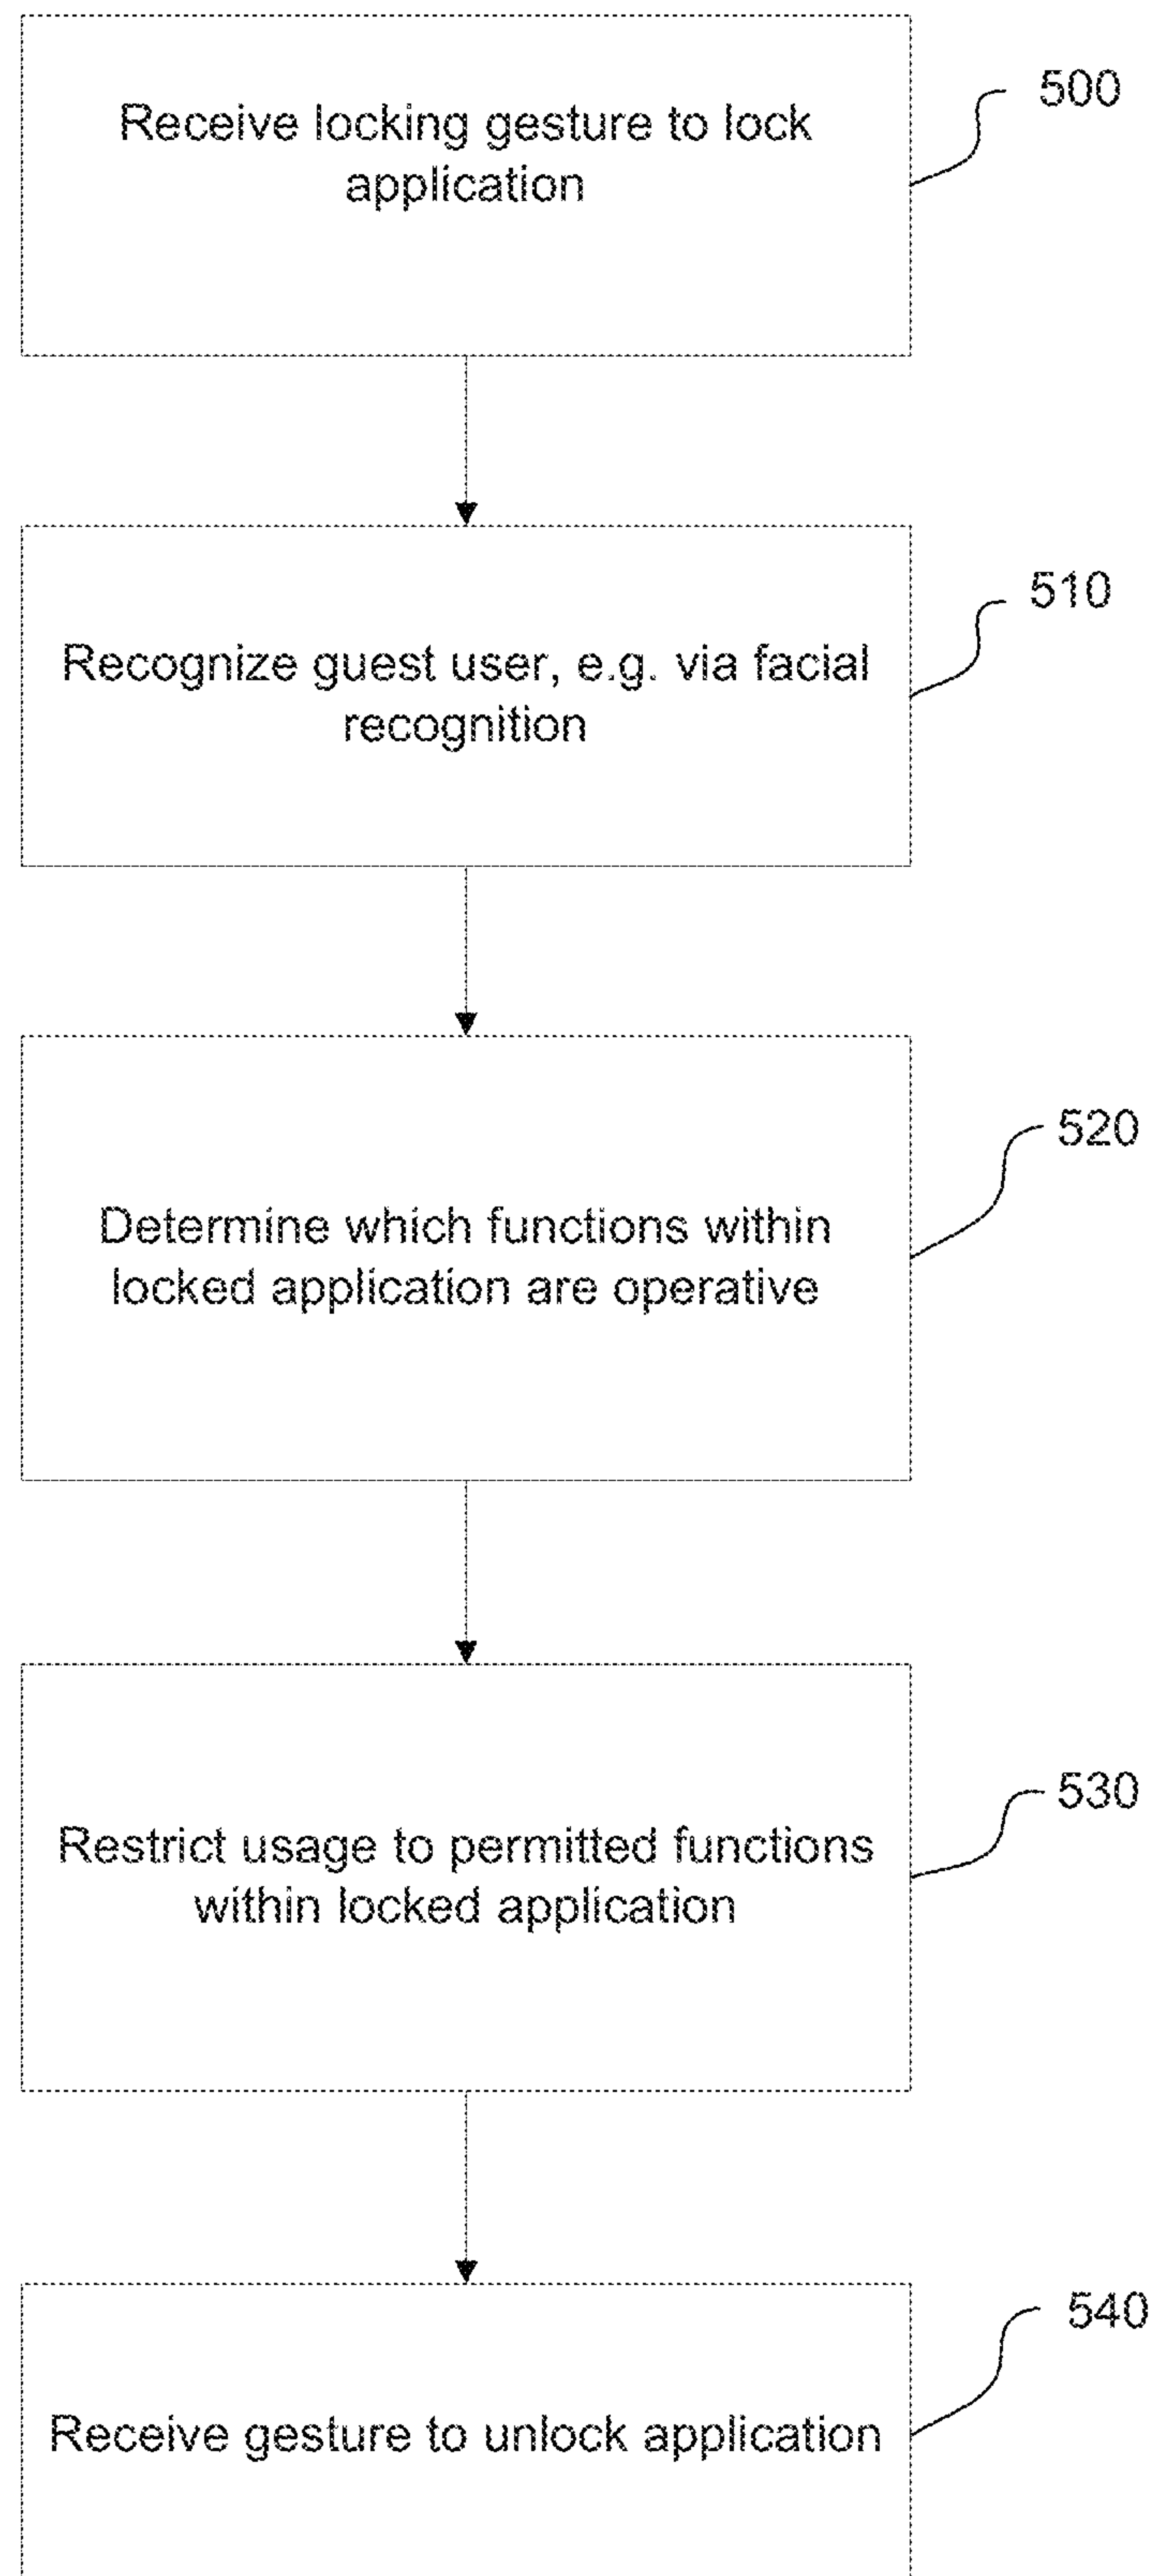 Receive locking gesture to lock
application
500
Recognize guest user, e.g. via facial
recognition
510
Determine which functions within
locked application are operative
520
Restrict usage to permitted functions
within locked application
530
Receive gesture to unlock application
540